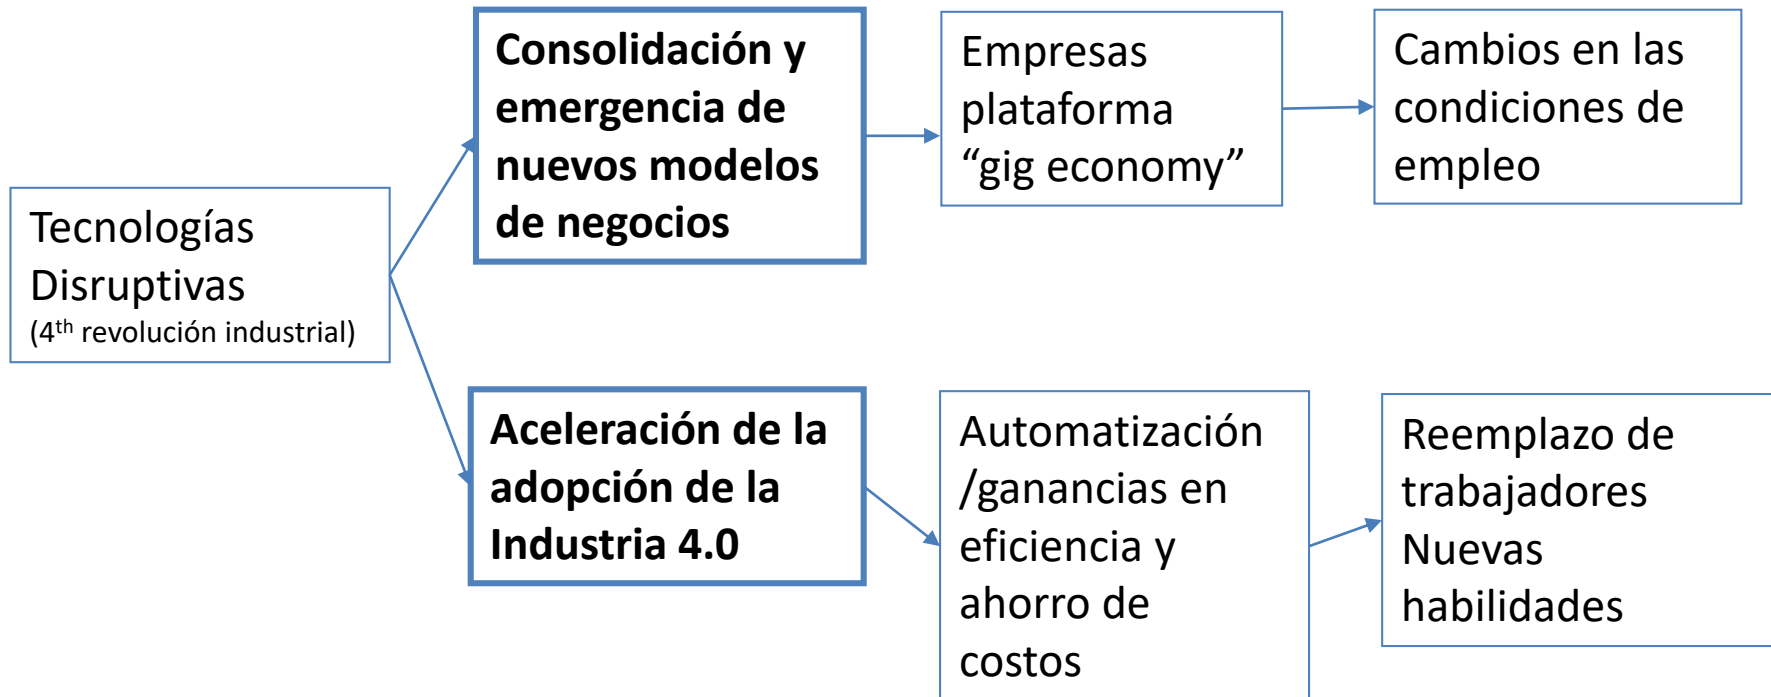 Tecnologías
Disruptivas
(4th revolución industrial)
Consolidación y
emergencia de
nuevos modelos
de negocios
Empresas
plataforma
“gig economy”
Cambios en las
condiciones de
empleo
Aceleración de la
adopción de la
Industria 4.0
Automatización
/ganancias en
eficiencia y
ahorro de
costos
Reemplazo de
trabajadores
Nuevas
habilidades